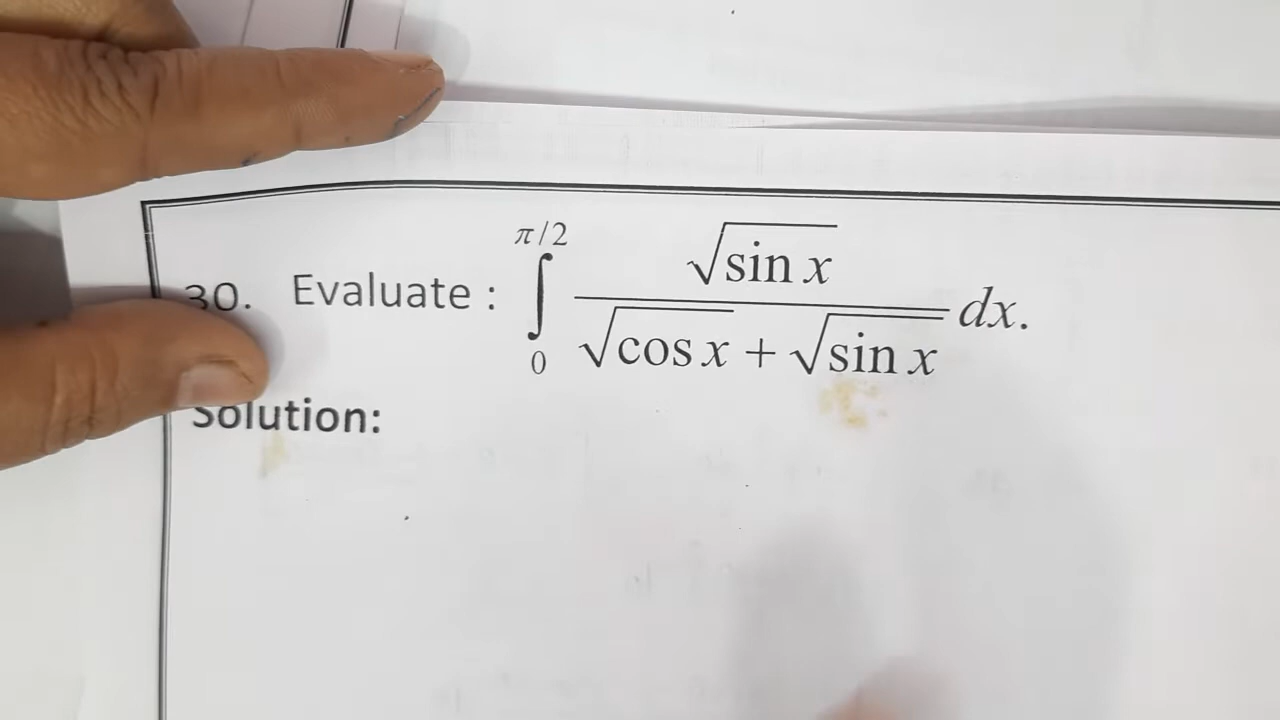 30. Evaluate : ∫₀^{π/2} √(sin x) / (√(cos x) + √(sin x)) dx.
Solution: